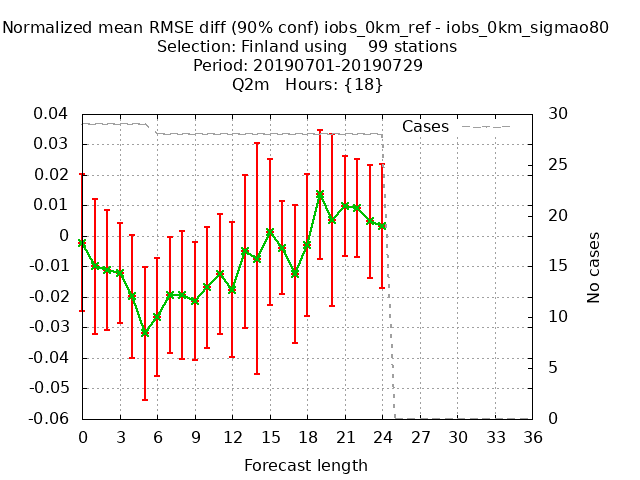 Normalized mean RMSE diff (90% conf) iobs_0km_ref - iobs_0km_sigmao80
Selection: Finland using    99 stations
Period: 20190701-20190729
Q2m   Hours: {18}
0.04
0.03
0.02
0.01
0
-0.01
-0.02
-0.03
-0.04
-0.05
-0.06
Cases
30
25
20
15
10
5
0
No cases
0 3 6 9 12 15 18 21 24 27 30 33 36
Forecast length